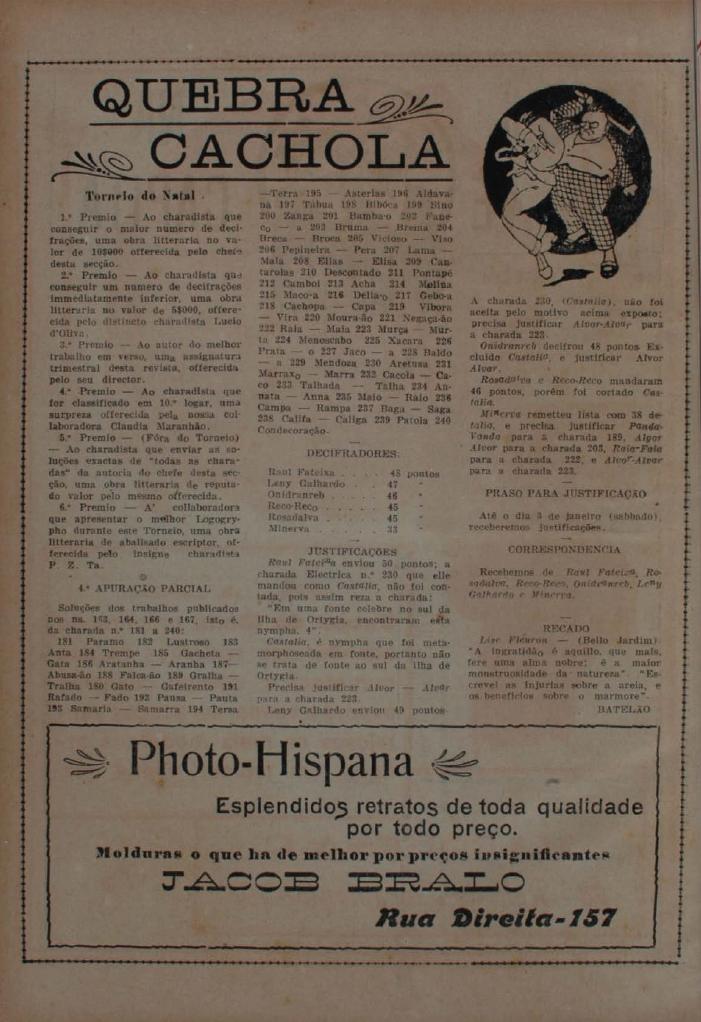 QUEBRA
CACHOLA
Torneio do Natal
1.º Premio — Ao charadista que
conseguir o maior numero de deci-
frações, uma obra litteraria no va-
lor de 10$000 offerecida pelo chefe
desta secção.
2.º Premio — Ao charadista que
conseguir um numero de decifrações
immediatamente inferior, uma obra
litteraria no valor de 5$000, offere-
cida pelo distincto charadista Lucio
d'Oliva.
3.º Premio — Ao autor do melhor
trabalho em verso, uma assignatura
trimestral desta revista, offerecida
pelo seu director.
4.º Premio — Ao charadista que
for classificado em 10.º logar, uma
surpreza offerecida pela nossa col-
laboradora Claudia Maranhão.
5.º Premio — (Fóra do Torneio)
— Ao charadista que enviar as so-
luções exactas de "todas as chara-
das" da autoria do chefe desta sec-
ção, uma obra litteraria de reputa-
do valor pelo mesmo offerecida.
6.º Premio — A' collaboradora
que apresentar o melhor Logogry-
pho durante este Torneio, uma obra
litteraria de abalisado escriptor, of-
ferecida pelo insigne charadista
P. Z. Ta.
4.ª APURAÇÃO PARCIAL
Soluções dos trabalhos publicados
nos ns. 163, 164, 166 e 167, isto é,
da charada n.º 181 a 240:
181 Paramo 182 Lustroso 183
Anta 184 Trempe 185 Gacheta —
Gata 186 Aratanha — Aranha 187—
Abusa-ão 188 Falca-ão 189 Gralha —
Tralha 190 Gato — Gafeirento 191
Rafado — Fado 192 Pausa — Pauta
193 Samaria — Samarra 194 Tersa
—Terra 195 — Asterias 196 Aldava-
na 197 Tábua 198 Bibóca 199 Sino
200 Zanga 201 Bamba-o 202 Fane-
co — a 203 Bruma — Brema 204
Breca — Broca 205 Vicioso — Viso
206 Pepineira — Pera 207 Lama —
Mala 208 Elias — Elisa 209 Can-
tarolas 210 Descontado 211 Pontapé
212 Camboi 213 Acha 214 Molina
215 Maco-a 216 Della-o 217 Gebo-a
218 Cachopa — Capa 219 Vibora
— Vira 220 Moura-ão 221 Negaça-ão
222 Raia — Maia 223 Murça — Mur-
ta 224 Menoscabo 225 Xacara 226
Prata — o 227 Jaco — a 228 Baldo
— a 229 Mendoza 230 Aretusa 231
Marraxo — Marra 232 Cacola — Ca-
co 233 Talhada — Talha 234 An-
nata — Anna 235 Maio — Raio 236
Campa — Rampa 237 Baga — Saga
238 Califa — Caliga 239 Patola 240
Condecoração.
DECIFRADORES:
Raul Fateixa . . . . 48 pontos
Leny Galhardo . . . 47 "
Onidranreb . . . . . 46 "
Reco-Reco . . . . . 45 "
Rosadalva . . . . . 45 "
Minerva . . . . . . 33 "
JUSTIFICAÇÕES
Raul Fateixa enviou 50 pontos; a
charada Electrica n.º 230 que elle
mandou como Castalia, não foi con-
tada, pois assim reza a charada:
"Em uma fonte celebre no sul da
ilha de Ortygia, encontraram esta
nympha. 4".
Castalia, é nympha que foi meta-
morphoseada em fonte, portanto não
se trata de fonte ao sul da ilha de
Ortygia.
Precisa justificar Alvor — Alvar
para a charada 223.
Leny Galhardo enviou 49 pontos
A charada 230, (Castalia), não foi
aceita pelo motivo acima exposto;
precisa justificar Alvor-Alvar para
a charada 223.
Onidranreb decifrou 48 pontos Ex-
cluido Castalia, e justificar Alvor
Alvar.
Rosadalva e Reco-Reco mandaram
46 pontos, porém foi cortado Cas-
talia.
Minerva remetteu lista com 38 de-
talia, e precisa justificar Panda-
Vanda para a charada 189, Algor
Alvor para a charada 203, Raia-Faia
para a charada 222, e Alvor-Alvar
para a charada 223.
PRASO PARA JUSTIFICAÇÃO
Até o dia 3 de janeiro (sabbado),
receberemos justificações.
CORRESPONDENCIA
Recebemos de Raul Fateixa, Ro-
sadalva, Reco-Reco, Onidranreb, Leny
Galhardo e Minerva.
RECADO
Lise Fleuron — (Bello Jardim)
"A ingratidão é aquillo, que mais,
fere uma alma nobre: é a maior
monstruosidade da natureza". "Es-
crevei as injurias sobre a areia, e
os beneficios sobre o marmore".
BATELÃO
Photo-Hispana
Esplendidos retratos de toda qualidade
por todo preço.
Molduras o que ha de melhor por preços insignificantes
JACOB BRALO
Rua Direita-157